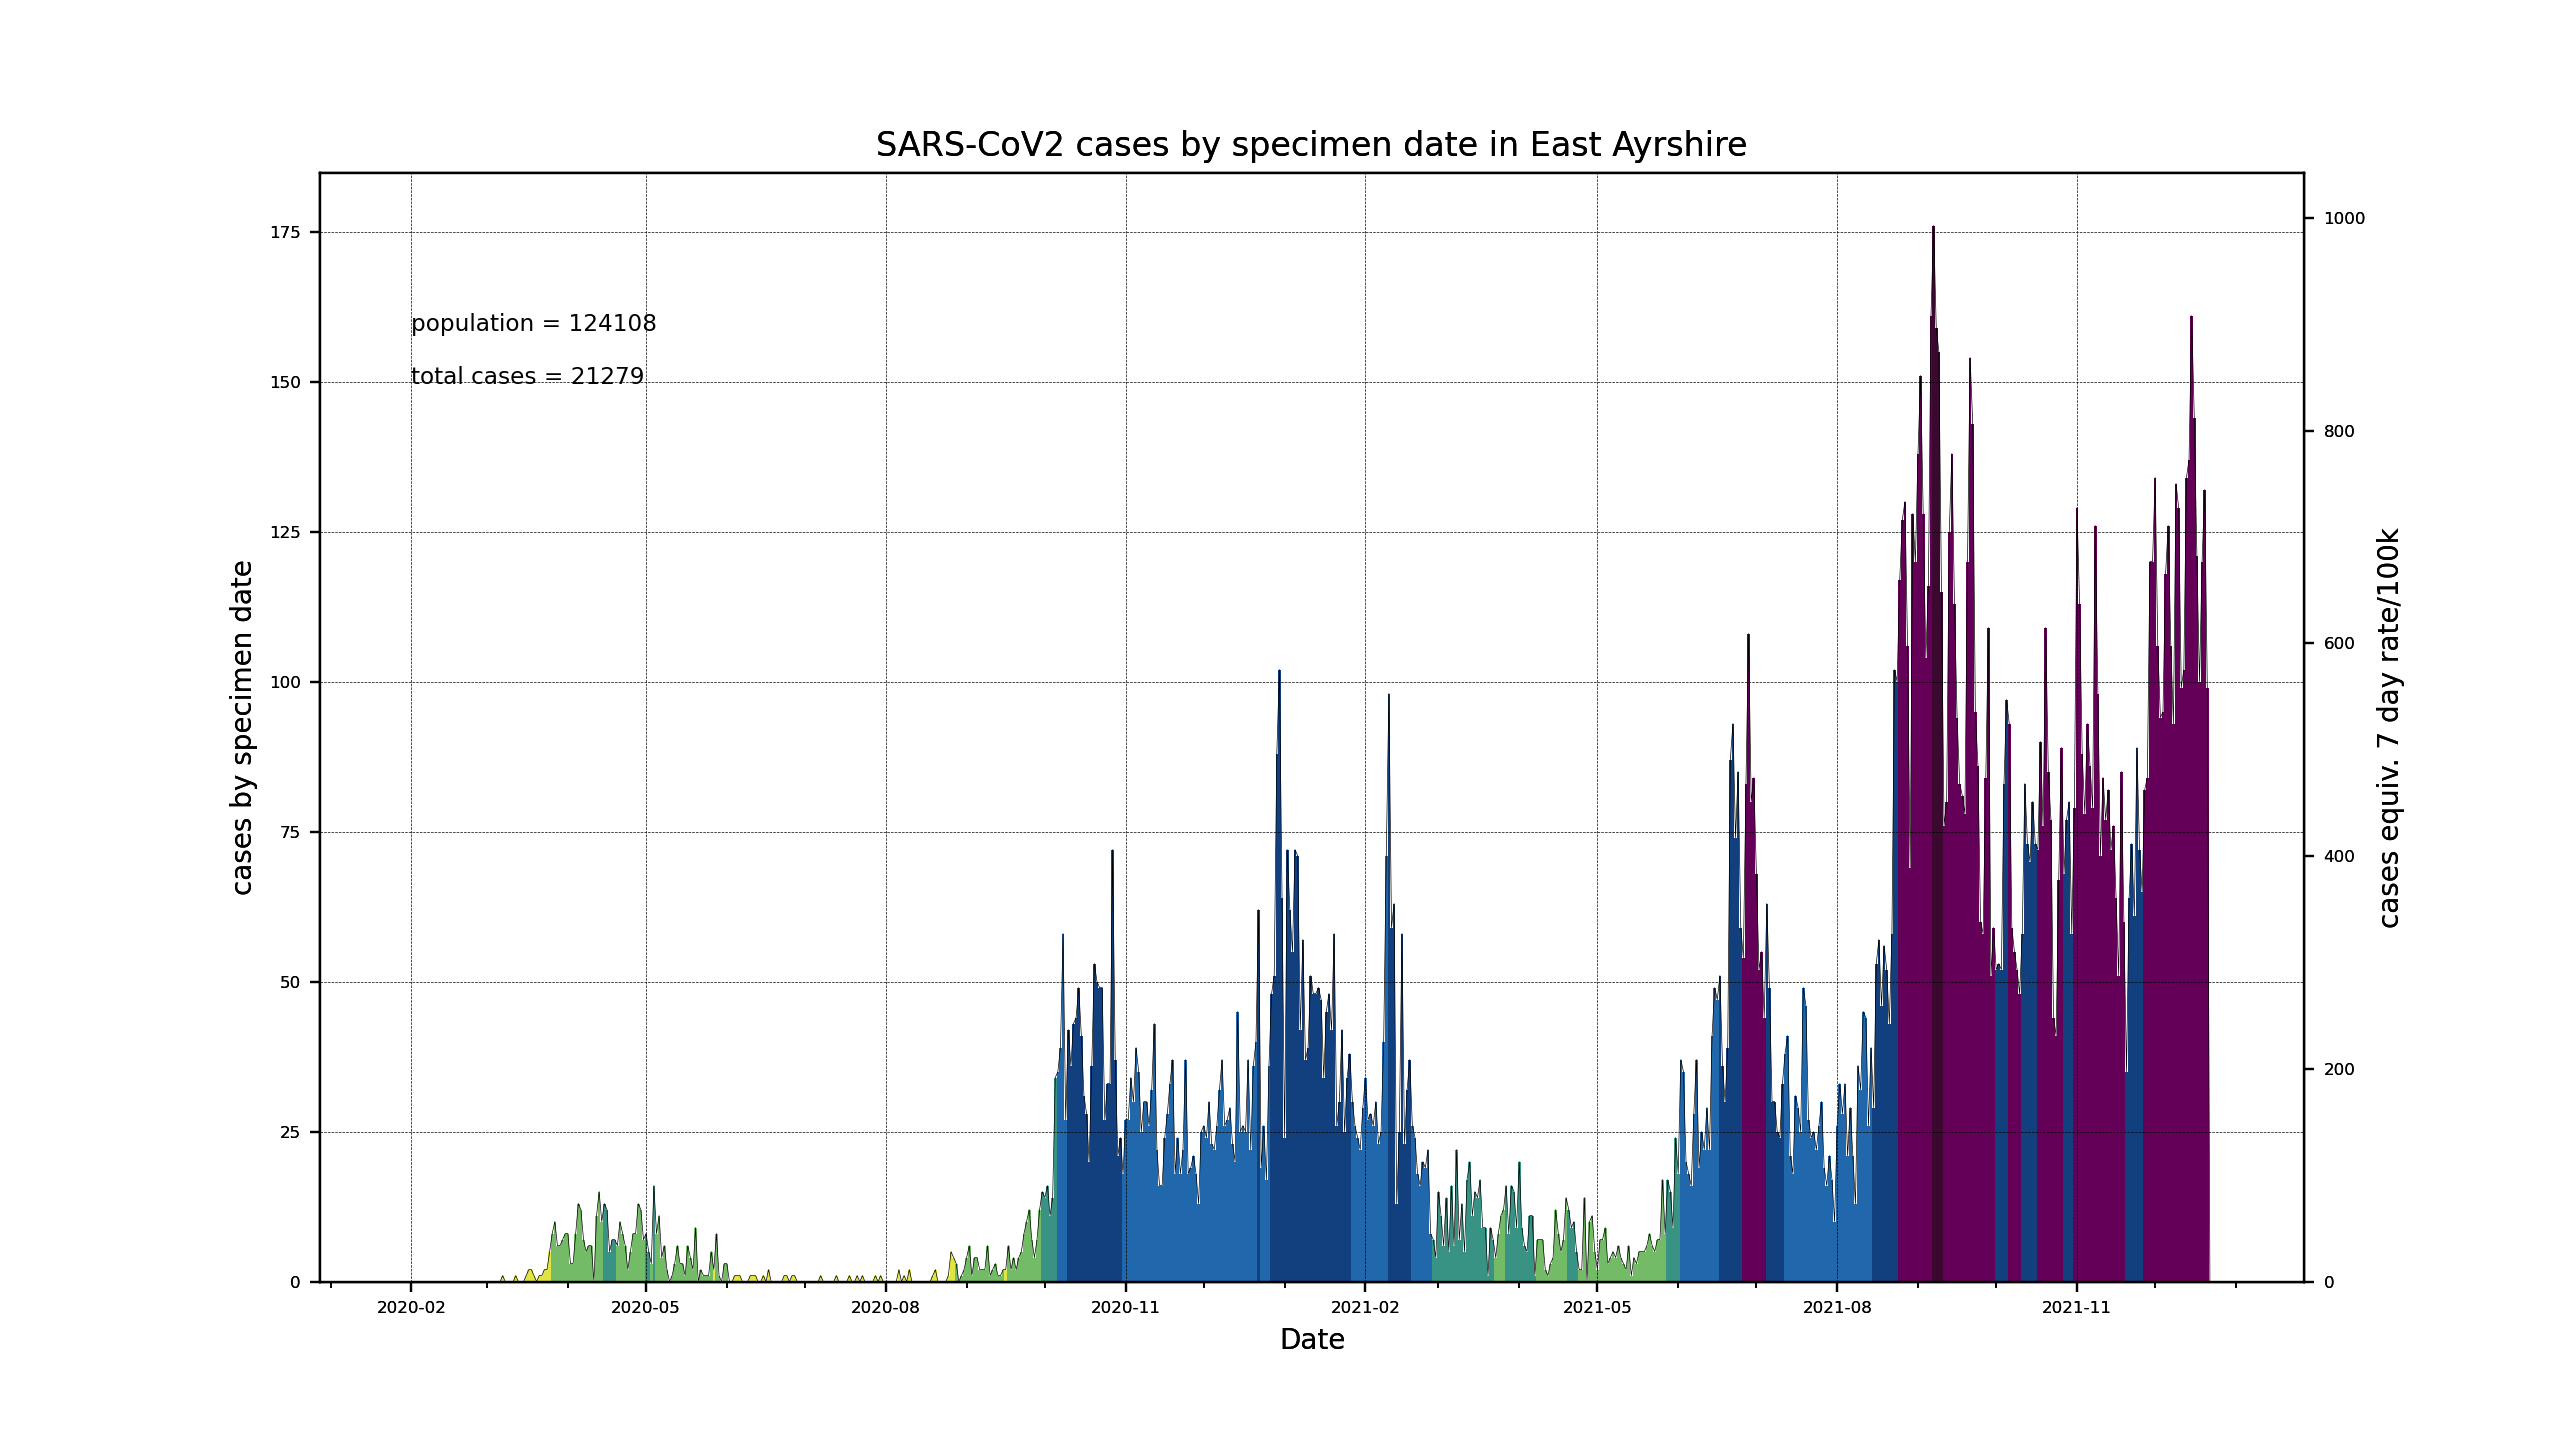 SARS-CoV2 cases by specimen date in East Ayrshire
population = 124108
total cases = 21279
cases by specimen date
175
150
125
100
75
50
25
0
1000
800
600
400
200
0
cases equiv. 7 day rate/100k
2020-02 2020-05 2020-08 2020-11 2021-02 2021-05 2021-08 2021-11
Date